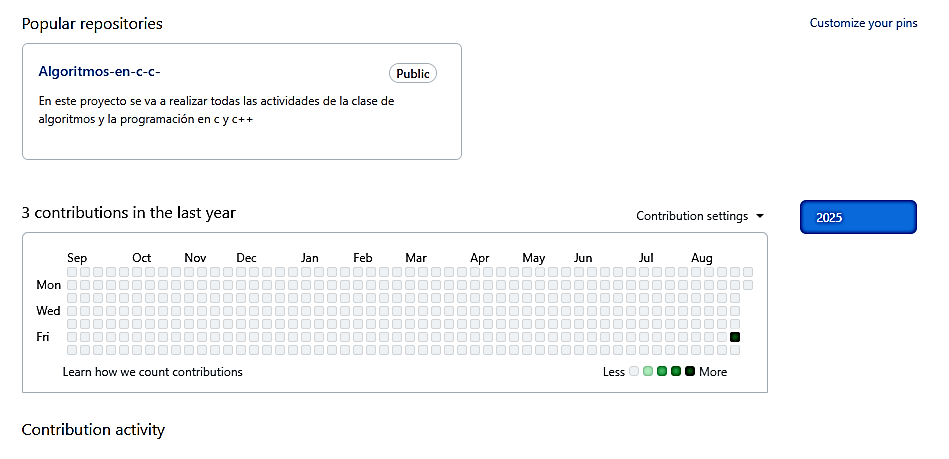 Popular repositories
Customize your pins
Algoritmos-en-c-c-
Public
En este proyecto se va a realizar todas las actividades de la clase de
algoritmos y la programación en c y c++
3 contributions in the last year
Contribution settings
2025
Sep Oct Nov Dec Jan Feb Mar Apr May Jun Jul Aug
Mon
Wed
Fri
Learn how we count contributions
Less More
Contribution activity